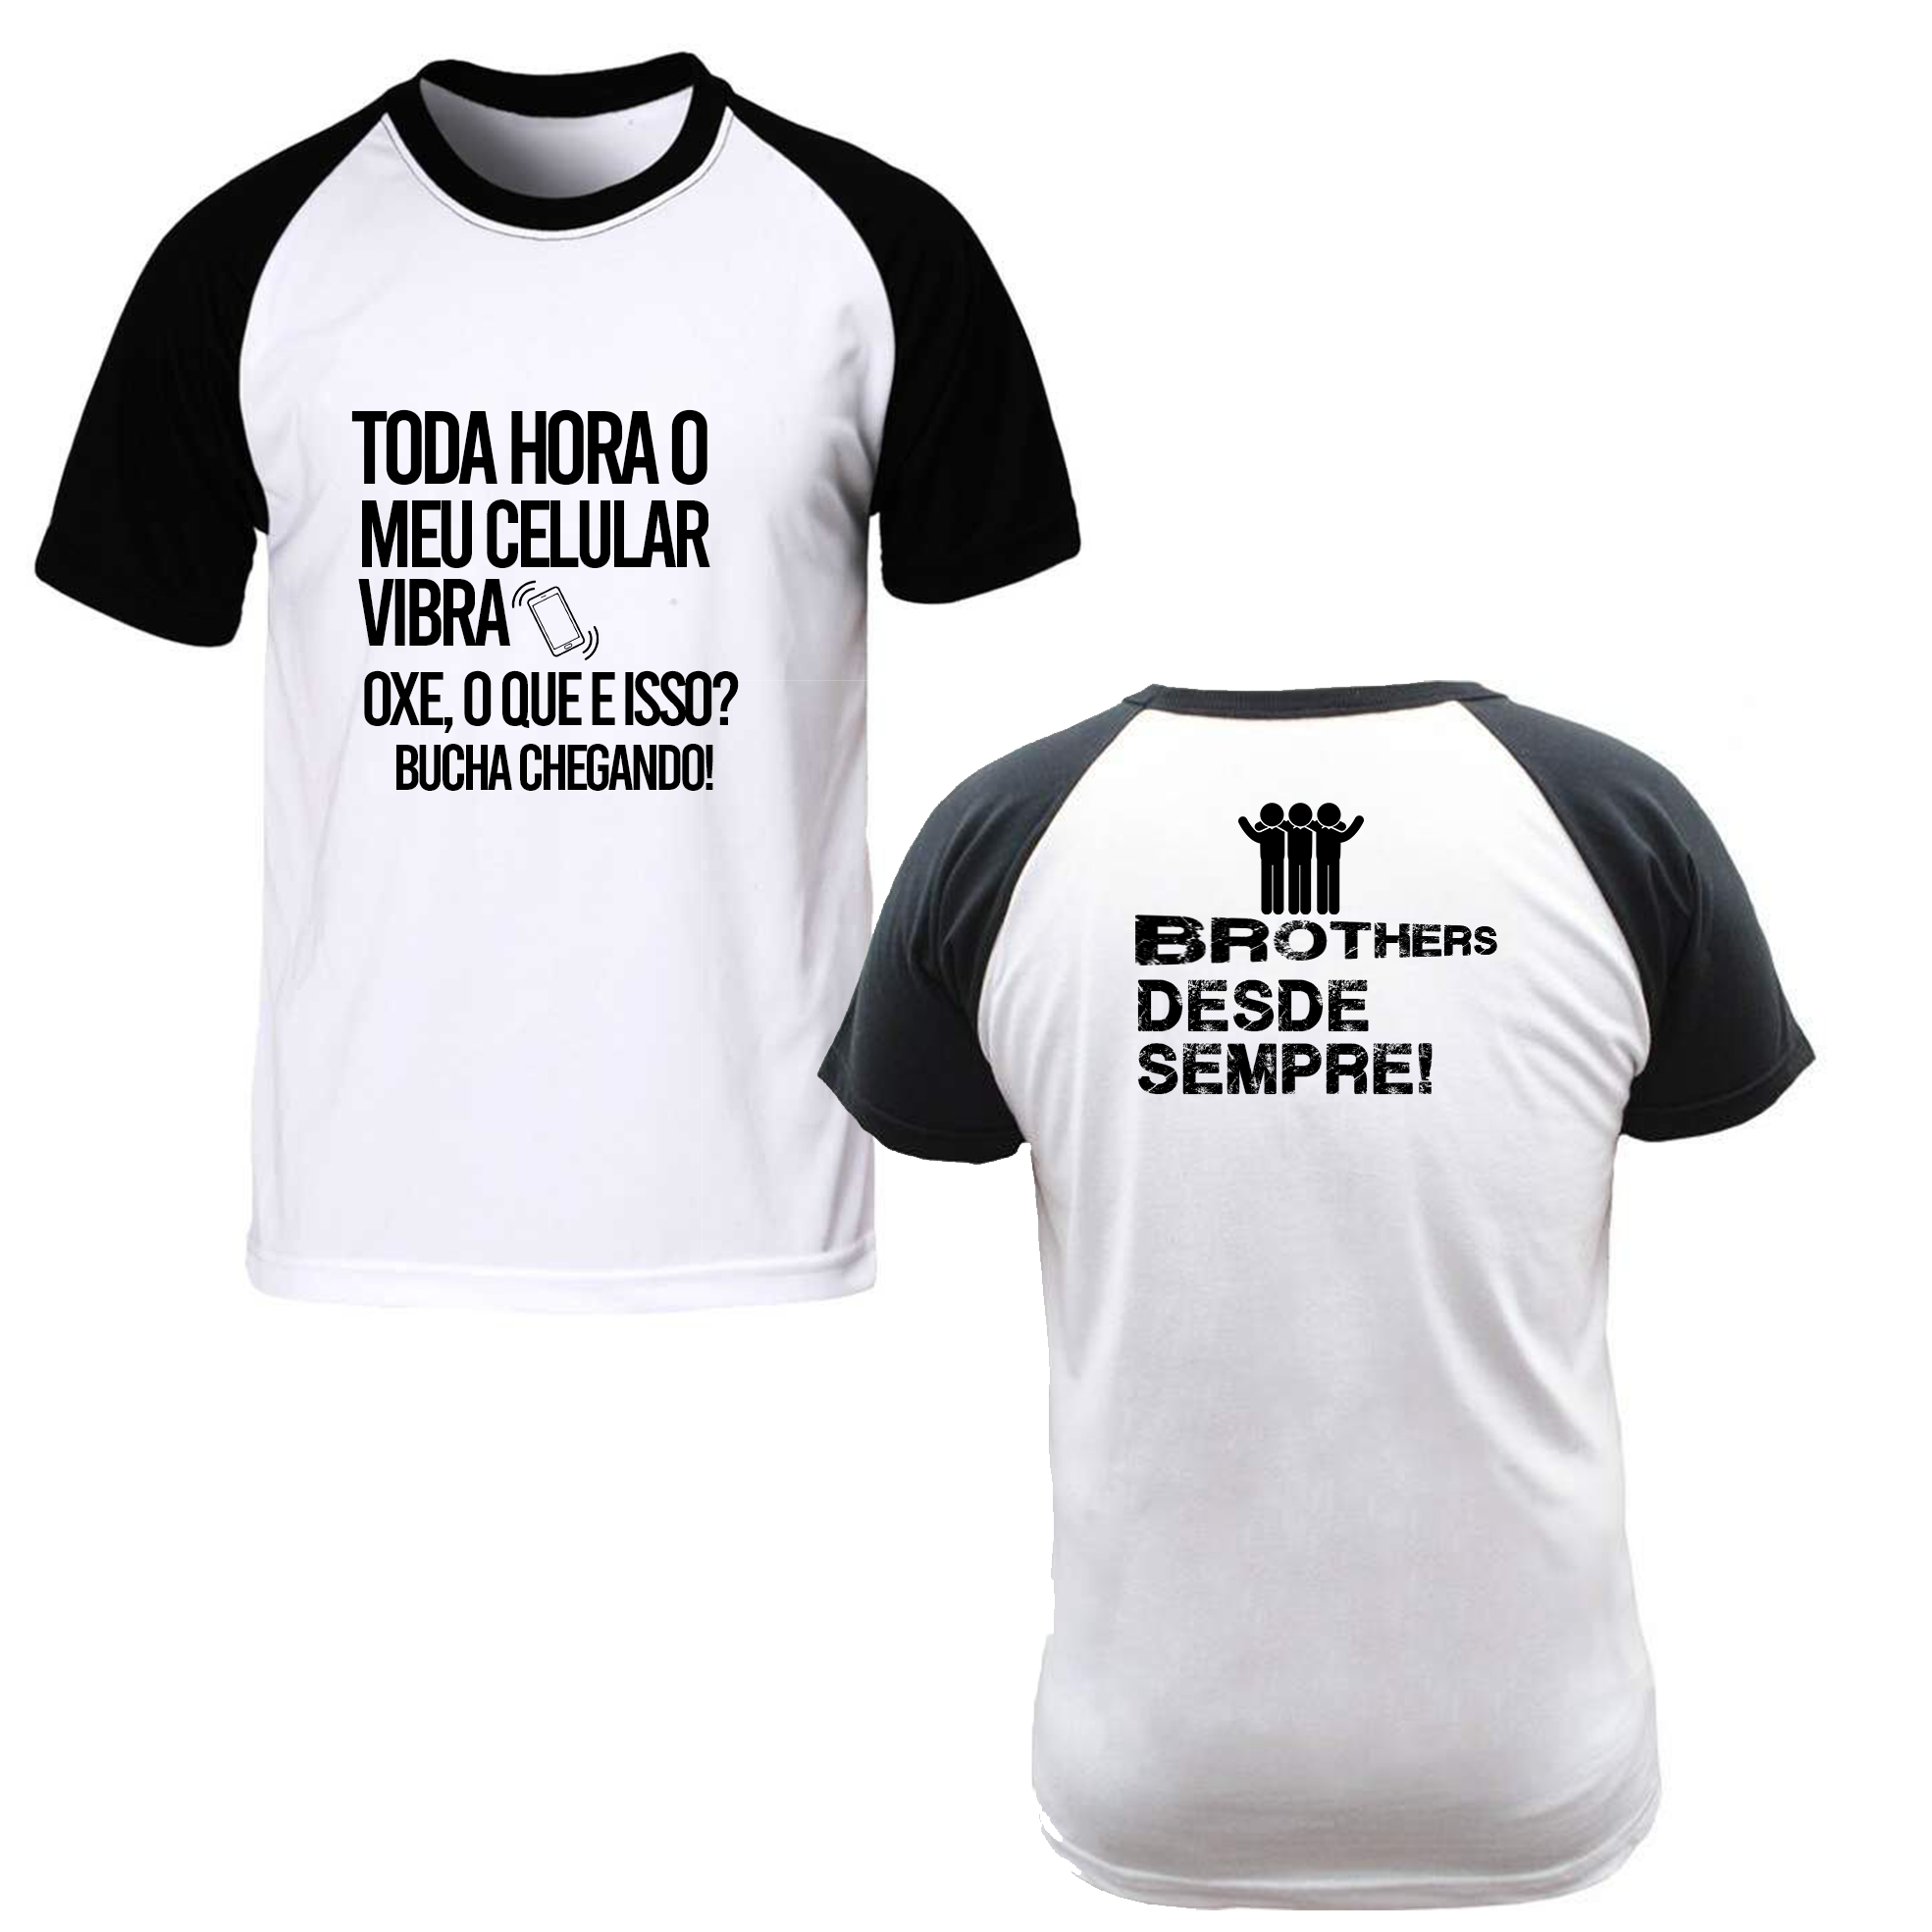 TODA HORA O
MEU CELULAR
VIBRA
OXE, O QUE E ISSO?
BUCHA CHEGANDO!
BROTHERS
DESDE
SEMPRE!